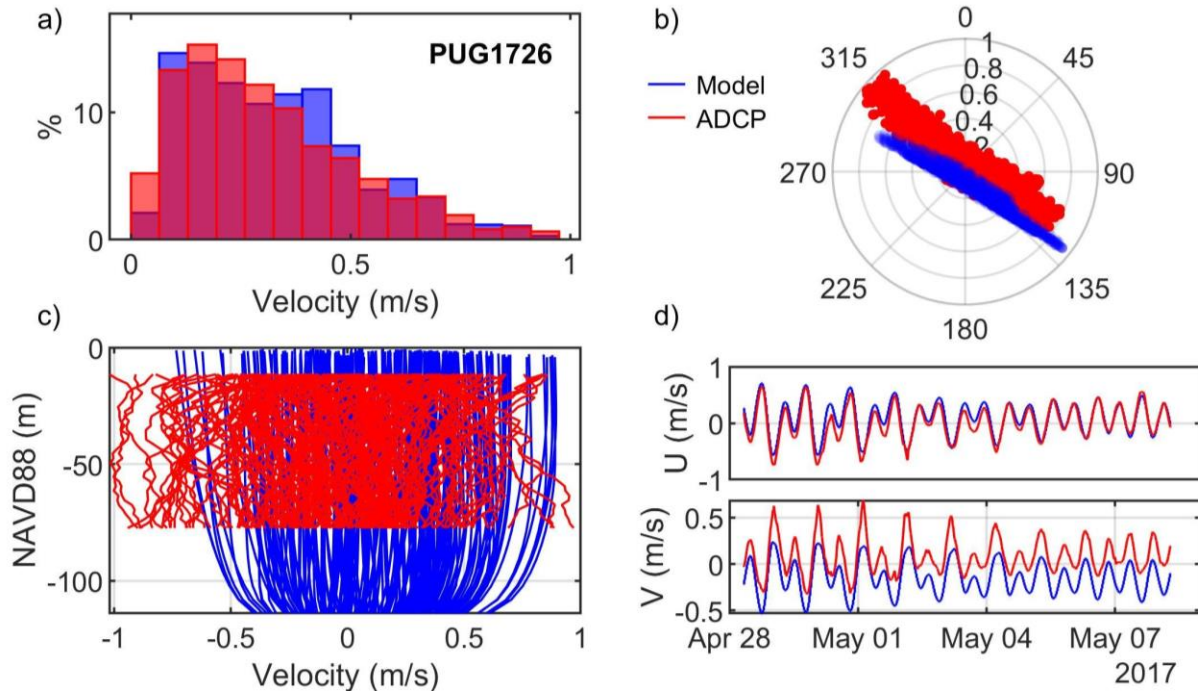 a)
PUG1726
10
%
0
0
0.5
1
Velocity (m/s)
b)
Model
ADCP
0
1
0.8
0.6
0.4
2
45
90
135
180
225
270
315
c)
0
-50
-100
NAVD88 (m)
-1
-0.5
0
0.5
1
Velocity (m/s)
d)
1
0
-1
U (m/s)
0.5
0
-0.5
V (m/s)
Apr 28
May 01
May 04
May 07
2017